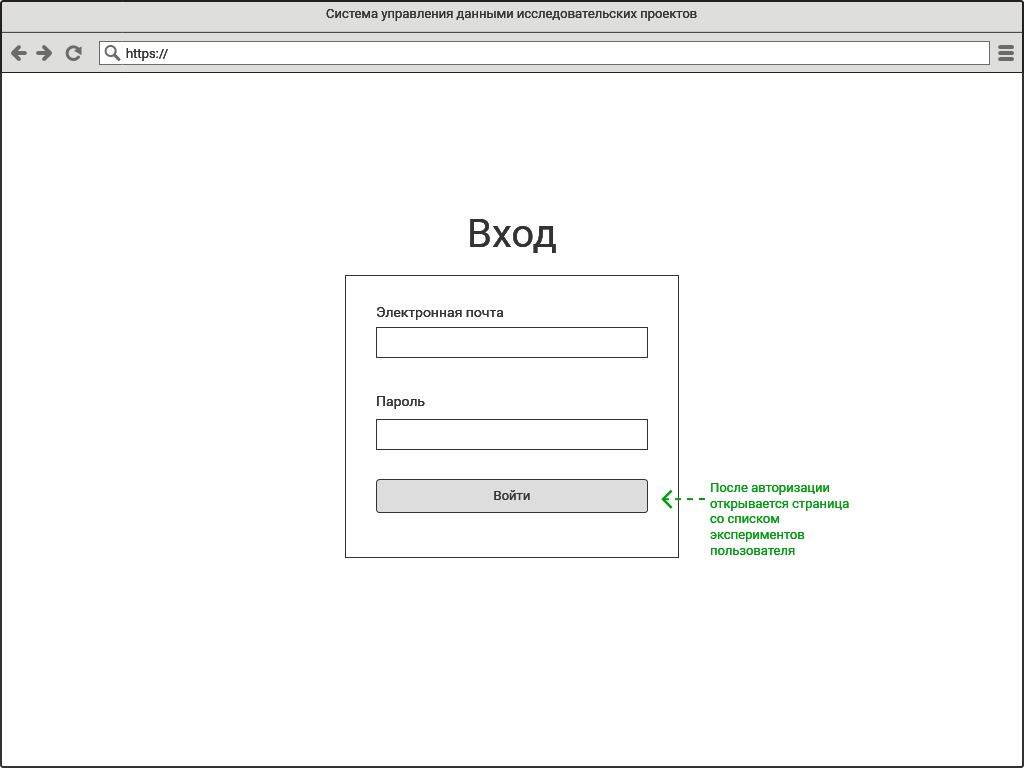 Система управления данными исследовательских проектов
https://
Вход
Электронная почта
Пароль
Войти
После авторизации
открывается страница
со списком
экспериментов
пользователя